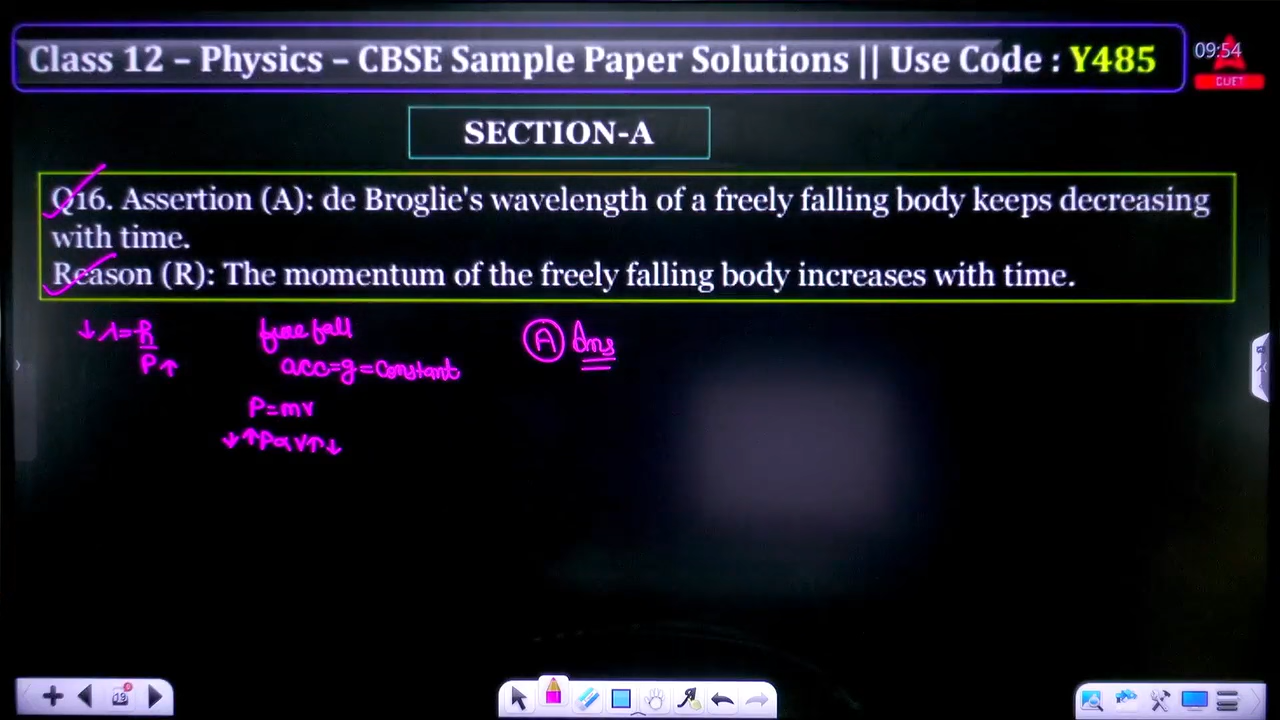 Class 12 – Physics – CBSE Sample Paper Solutions || Use Code : Y485
09:54
CUET
SECTION-A
Q16. Assertion (A): de Broglie's wavelength of a freely falling body keeps decreasing
with time.
Reason (R): The momentum of the freely falling body increases with time.
↓ λ = h
P↑
free fall
acc = g = constant
P = mv
↓ ↑P ∝ V↑ ↓
(A) Ans
19